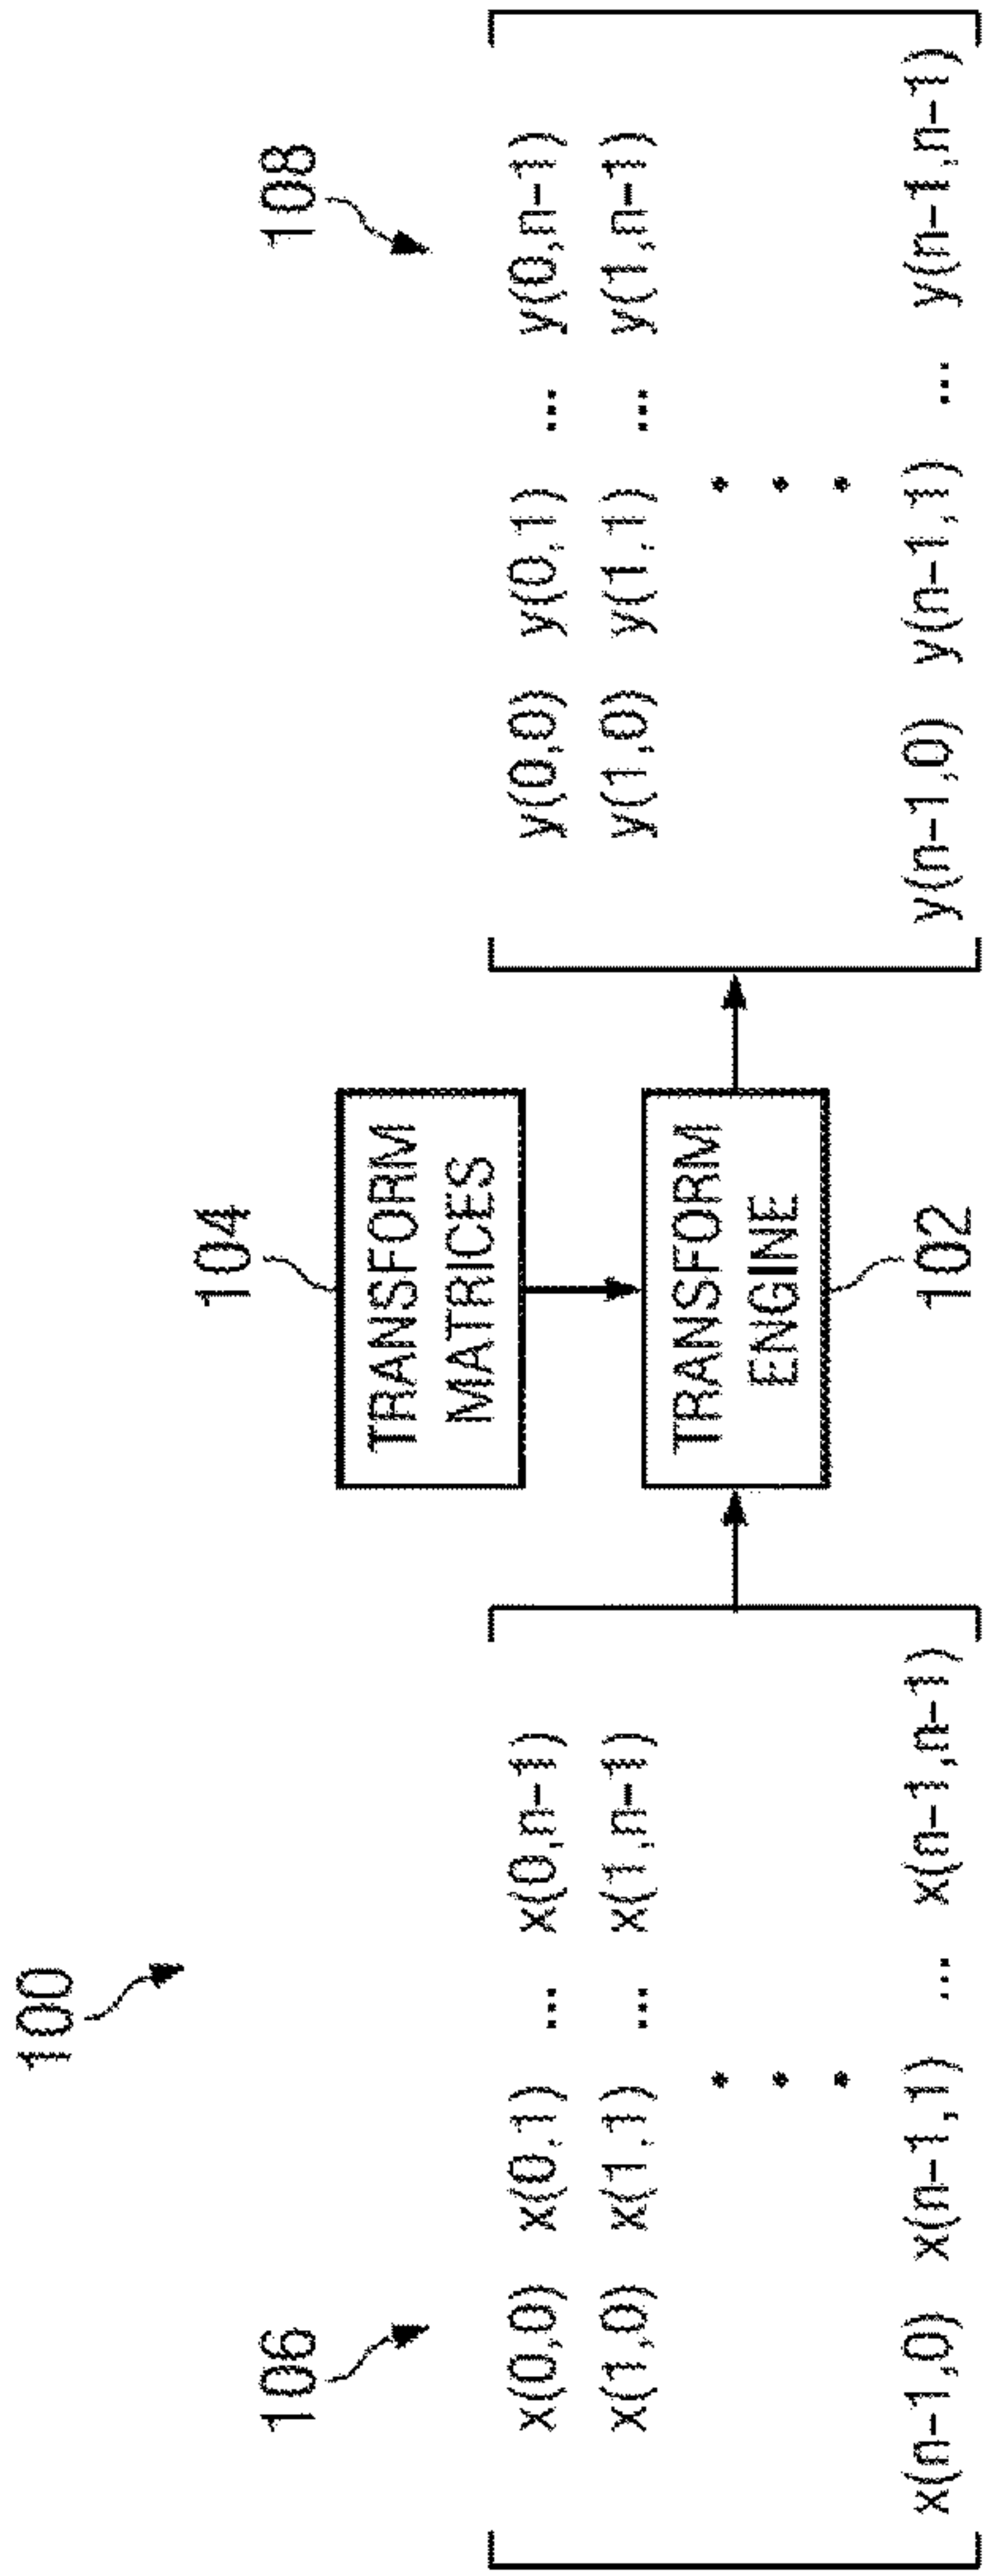 100
106
x(0,0) x(0,1) ... x(0,n-1)
x(1,0) x(1,1) ... x(1,n-1)
x(n-1,0) x(n-1,1) ... x(n-1,n-1)
104
TRANSFORM
MATRICES
TRANSFORM
ENGINE
102
108
y(0,0) y(0,1) ... y(0,n-1)
y(1,0) y(1,1) ... y(1,n-1)
y(n-1,0) y(n-1,1) ... y(n-1,n-1)